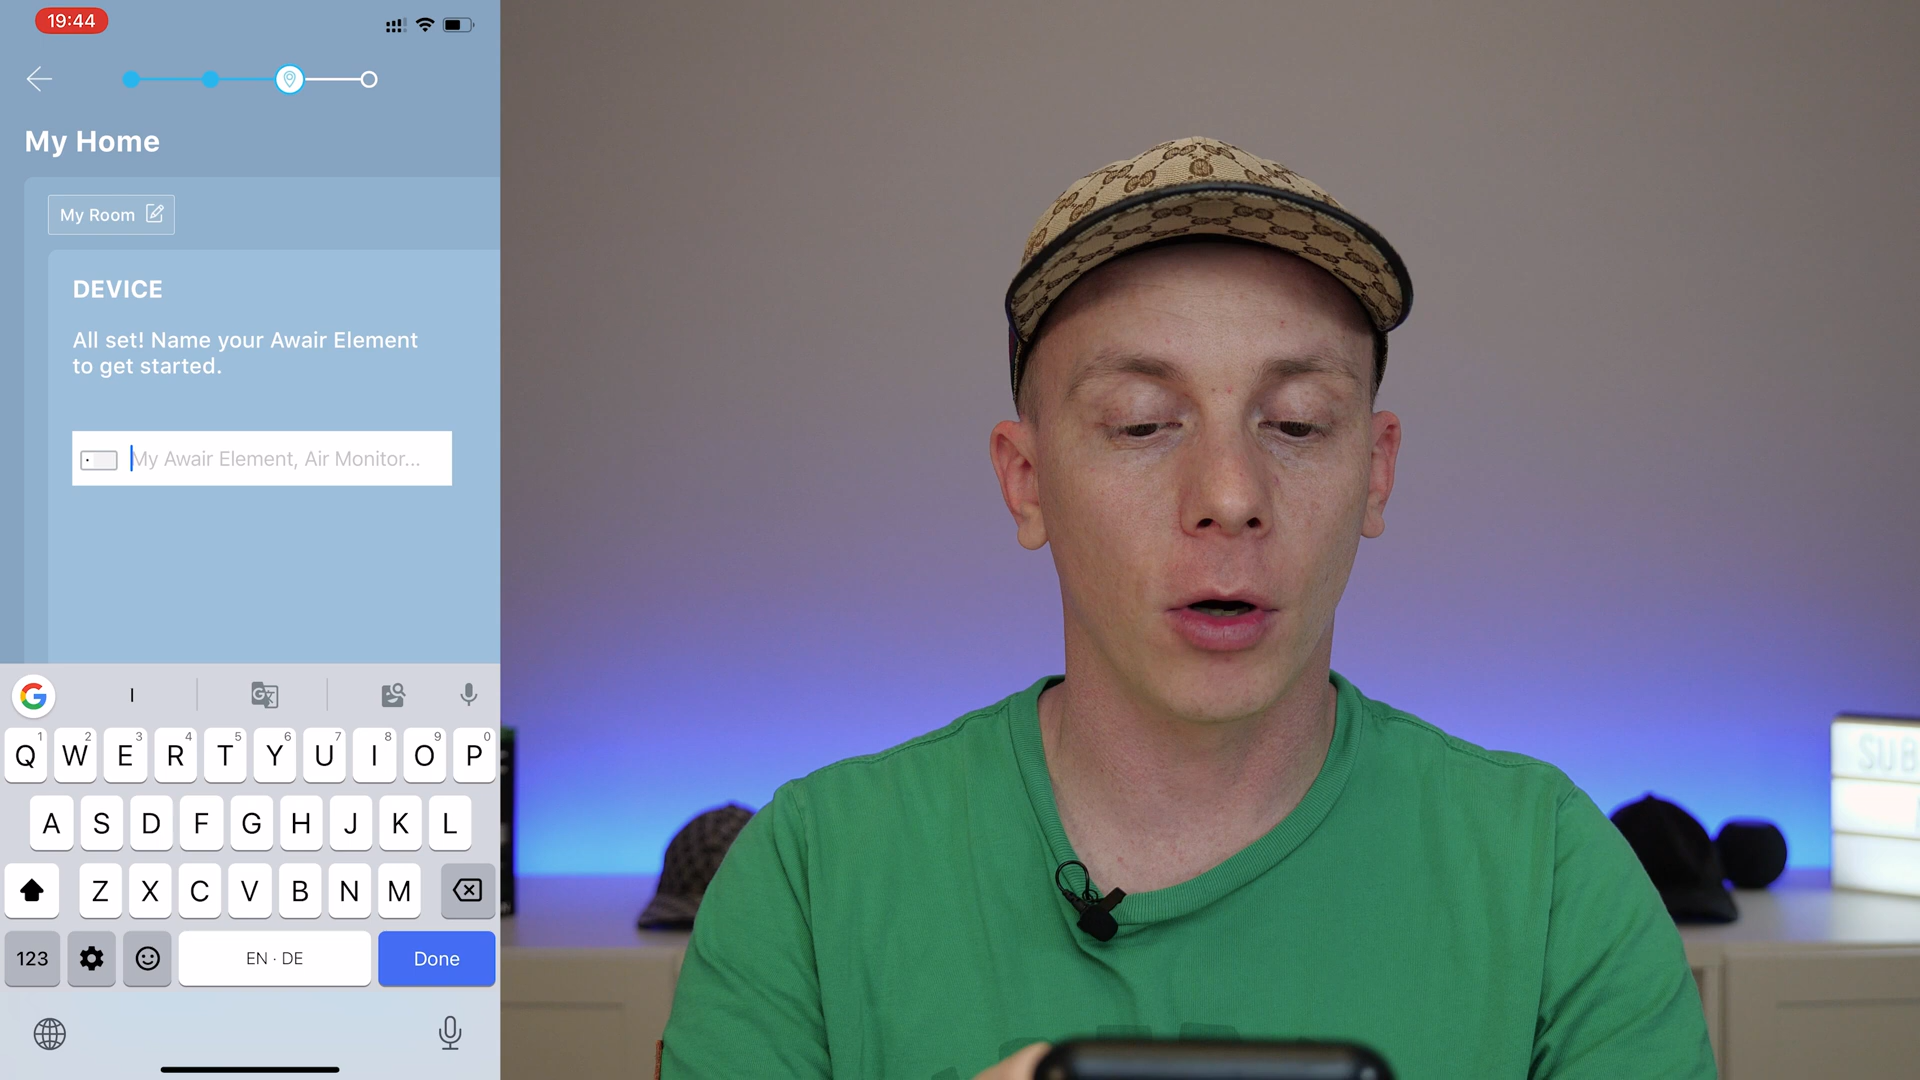 19:44
My Home
My Room
DEVICE
All set! Name your Awair Element
to get started.
My Awair Element, Air Monitor...
I
1 2 3 4 5 6 7 8 9 0
Q W E R T Y U I O P
A S D F G H J K L
Z X C V B N M
123 EN · DE Done
SUB